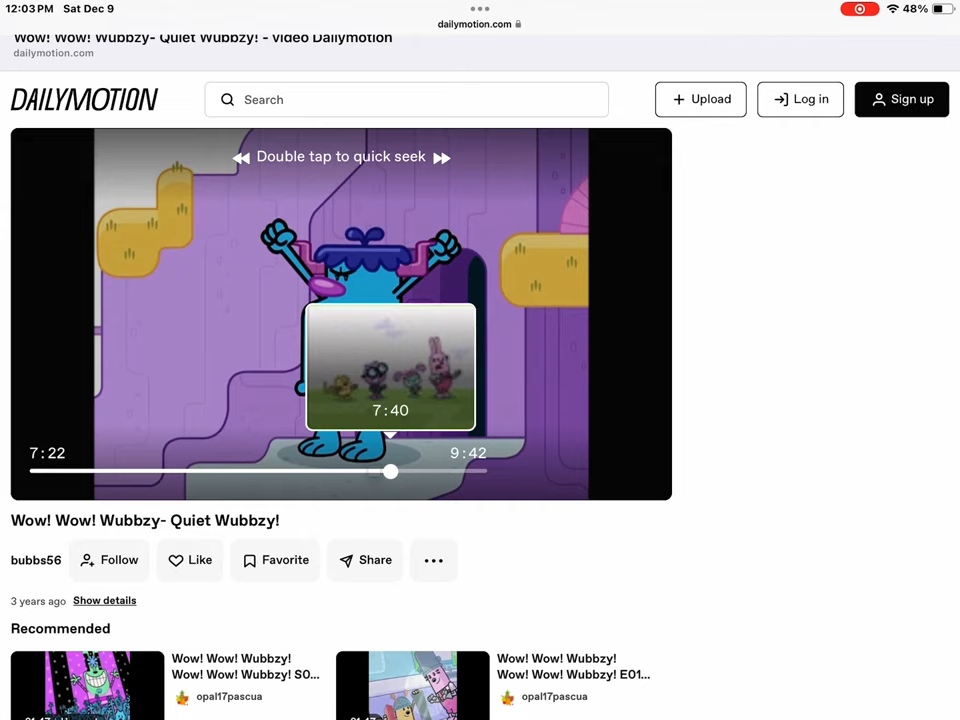 12:03 PM Sat Dec 9
dailymotion.com
48%
Wow! Wow! Wubbzy- Quiet Wubbzy! - Video Dailymotion
dailymotion.com
DAILYMOTION
Search
Upload
Log in
Sign up
Double tap to quick seek
7:40
7:22
9:42
Wow! Wow! Wubbzy- Quiet Wubbzy!
bubbs56
Follow
Like
Favorite
Share
3 years ago Show details
Recommended
Wow! Wow! Wubbzy!
Wow! Wow! Wubbzy! S0...
opal17pascua
Wow! Wow! Wubbzy!
Wow! Wow! Wubbzy! E01...
opal17pascua